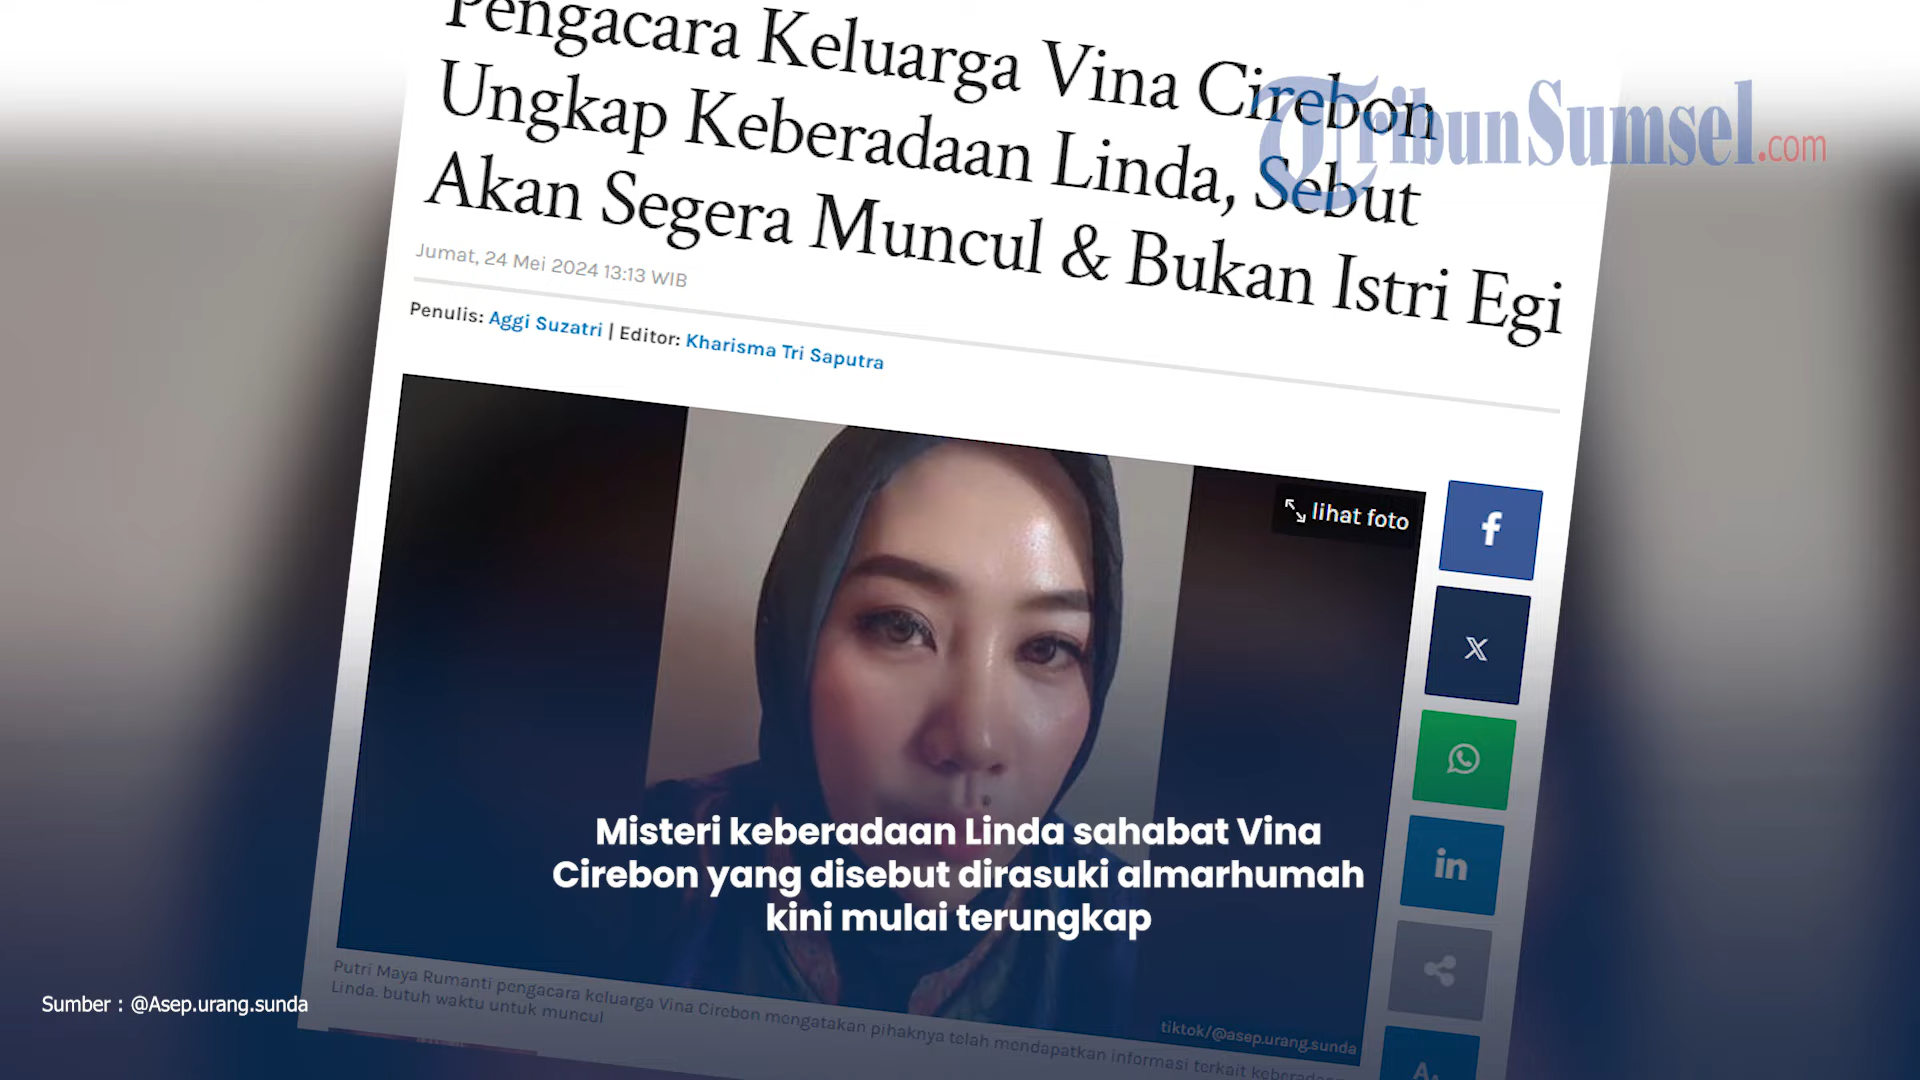 Pengacara Keluarga Vina Cirebon
Ungkap Keberadaan Linda, Sebut
Akan Segera Muncul & Bukan Istri Egi
TribunSumsel.com
Jumat, 24 Mei 2024 13:13 WIB
Penulis: Aggi Suzatri | Editor: Kharisma Tri Saputra
lihat foto
Misteri keberadaan Linda sahabat Vina
Cirebon yang disebut dirasuki almarhumah
kini mulai terungkap
Putri Maya Rumanti pengacara keluarga Vina Cirebon mengatakan pihaknya telah mendapatkan informasi terkait
Linda. butuh waktu untuk muncul
tiktok/@asep.urang.sunda
Sumber : @Asep.urang.sunda